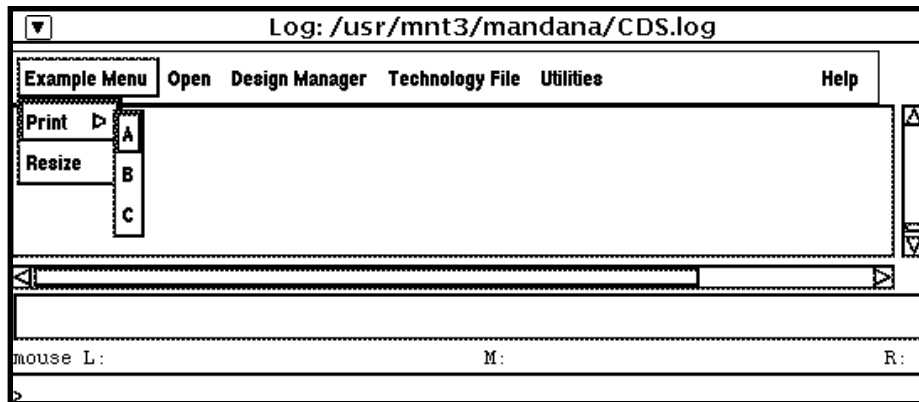 Log: /usr/mnt3/mandana/CDS.log
Example Menu Open Design Manager Technology File Utilities Help
Print
A
Resize
B
C
mouse L: M: R:
>